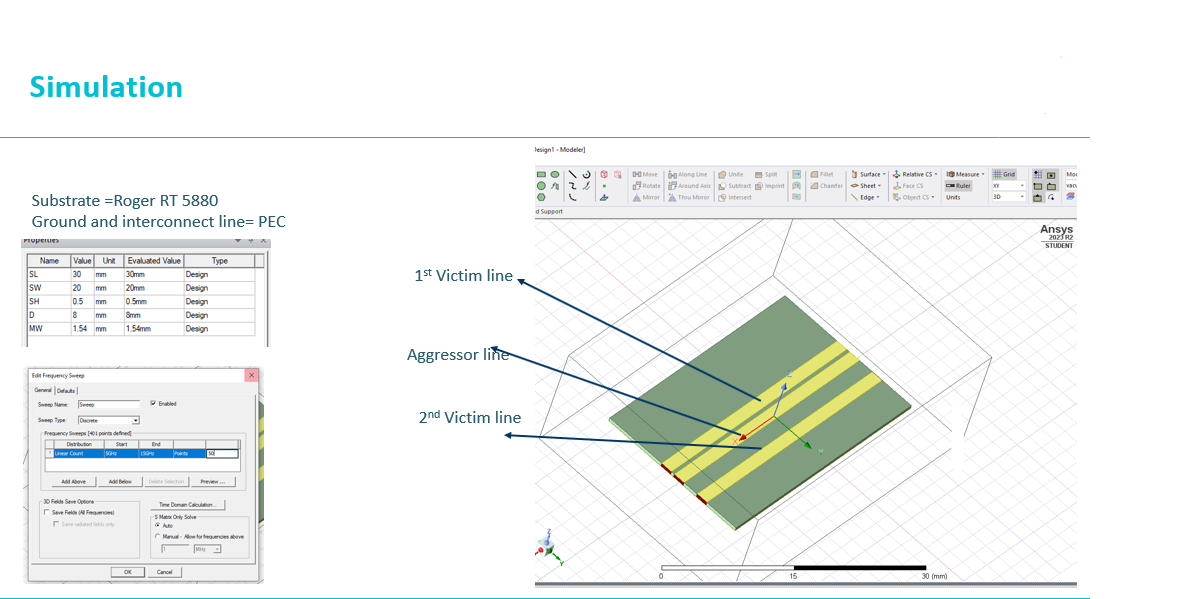 Simulation
Substrate =Roger RT 5880
Ground and interconnect line= PEC
Properties
Name Value Unit Evaluated Value Type
SL 30 mm 30mm Design
SW 20 mm 20mm Design
SH 0.5 mm 0.5mm Design
D 8 mm 8mm Design
MW 1.54 mm 1.54mm Design
Edit Frequency Sweep
General Defaults
Sweep Name: Sweep Enabled
Sweep Type: Discrete
Frequency Sweeps [401 points defined]
Distribution Start End
1 Linear Count 5GHz 15GHz Points 50
Add Above Add Below Delete Selection Preview ...
3D Fields Save Options
Save Fields (All Frequencies)
Save radiated fields only
Time Domain Calculation...
S Matrix Only Solve
Auto
Manual - Allow for frequencies above
1 MHz
OK Cancel
1st Victim line
Aggressor line
2nd Victim line
Design1 - Modeler]
Move Along Line Unite Split Fillet Surface Relative CS Measure Grid
Rotate Around Axis Subtract Imprint Chamfer Sheet Face CS Ruler XY
Mirror Thru Mirror Intersect Edge Object CS Units 3D
d Support
Ansys
2023 R2
STUDENT
Z
X
Z
Y
0 15 30 (mm)